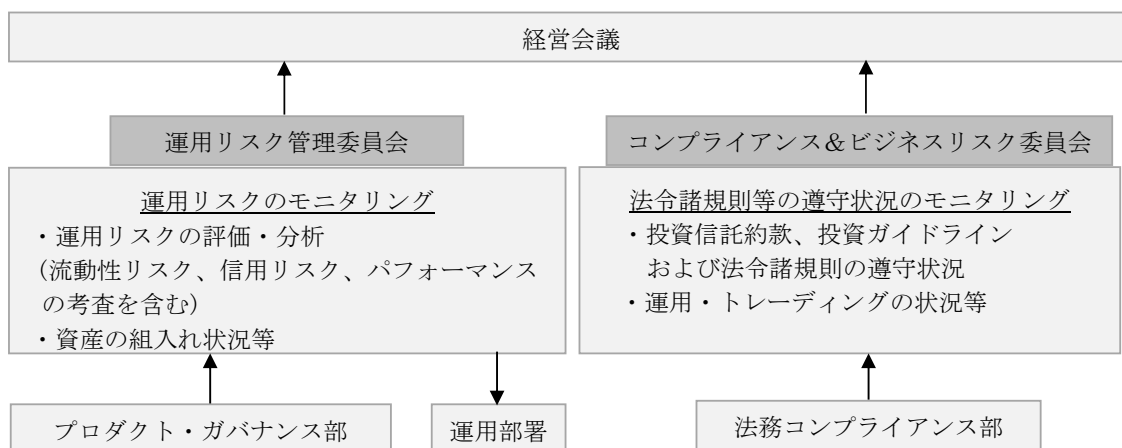 経営会議
運用リスク管理委員会
運用リスクのモニタリング
・運用リスクの評価・分析
(流動性リスク、信用リスク、パフォーマンス
の考査を含む)
・資産の組入れ状況等
プロダクト・ガバナンス部
運用部署
コンプライアンス&ビジネスリスク委員会
法令諸規則等の遵守状況のモニタリング
・投資信託約款、投資ガイドライン
および法令諸規則の遵守状況
・運用・トレーディングの状況等
法務コンプライアンス部